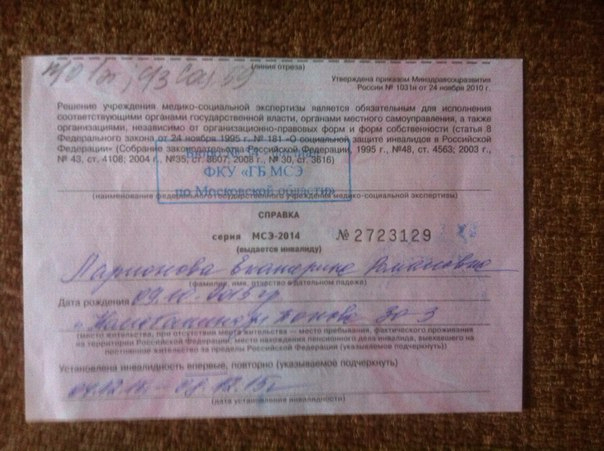 (линия отреза)
Утверждена приказом Минздравсоцразвития
России № 1031н от 24 ноября 2010 г.
Решение учреждения медико-социальной экспертизы является обязательным для исполнения
соответствующими органами государственной власти, органами местного самоуправления, а также
организациями, независимо от организационно-правовых форм и форм собственности (статья 8
Федерального закона от 24 ноября 1995 г. № 181 «О социальной защите инвалидов в Российской
Федерации» (Собрание законодательства Российской Федерации, 1995 г., №48, ст. 4563; 2003 г.,
№ 43, ст. 4108; 2004 г., №35, ст. 3607; 2008 г., № 30, ст. 3616)
ФКУ «ГБ МСЭ
по Московской области»
(наименование федерального государственного учреждения медико-социальной экспертизы)
СПРАВКА
серия МСЭ-2014 № 2723129
(выдается инвалиду)
Екатерина Романовна
(фамилия, имя, отчество в дательном падеже)
Дата рождения
(место жительства, при отсутствии места жительства — место пребывания, фактического проживания
на территории Российской Федерации, место нахождения пенсионного дела инвалида, выехавшего на
постоянное жительство за пределы Российской Федерации (указываемое подчеркнуть))
Установлена инвалидность впервые, повторно (указываемое подчеркнуть)
(дата установления инвалидности)